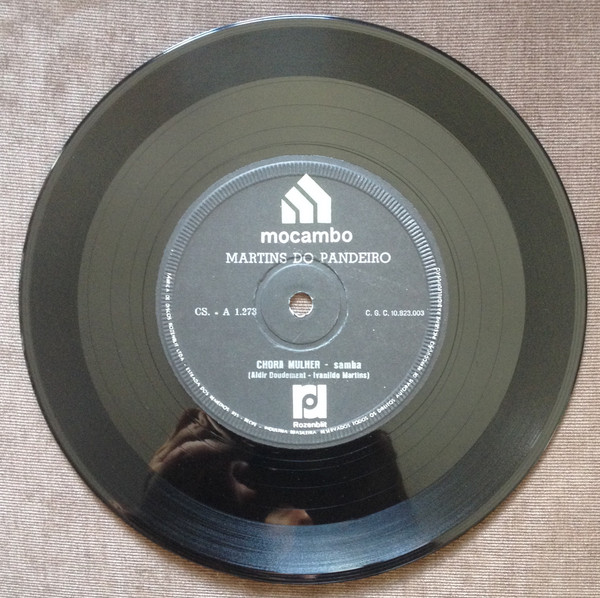 mocambo
MARTINS DO PANDEIRO
CS. - A 1.273
C. G. C. 10.823.003
CHORA MULHER - samba
(Aldir Doudement - Ivanildo Martins)
Rozenblit